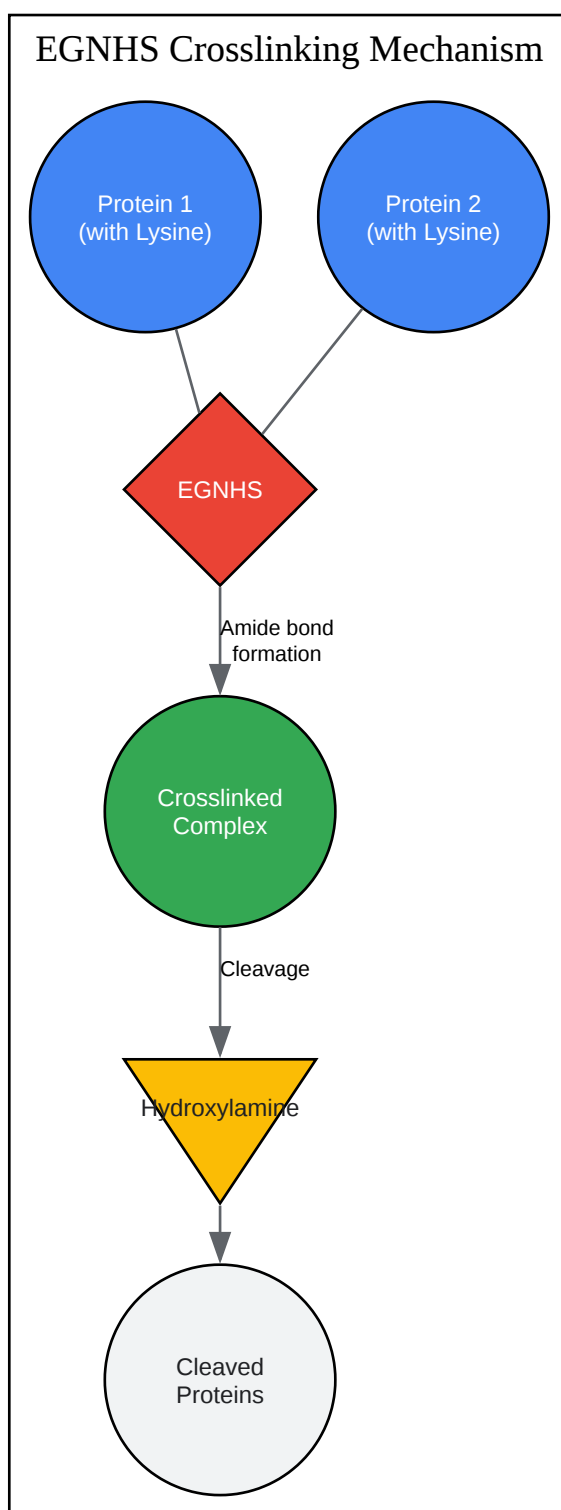 EGNHS Crosslinking Mechanism
Protein 1
(with Lysine)
Protein 2
(with Lysine)
EGNHS
Amide bond
formation
Crosslinked
Complex
Cleavage
Hydroxylamine
Cleaved
Proteins